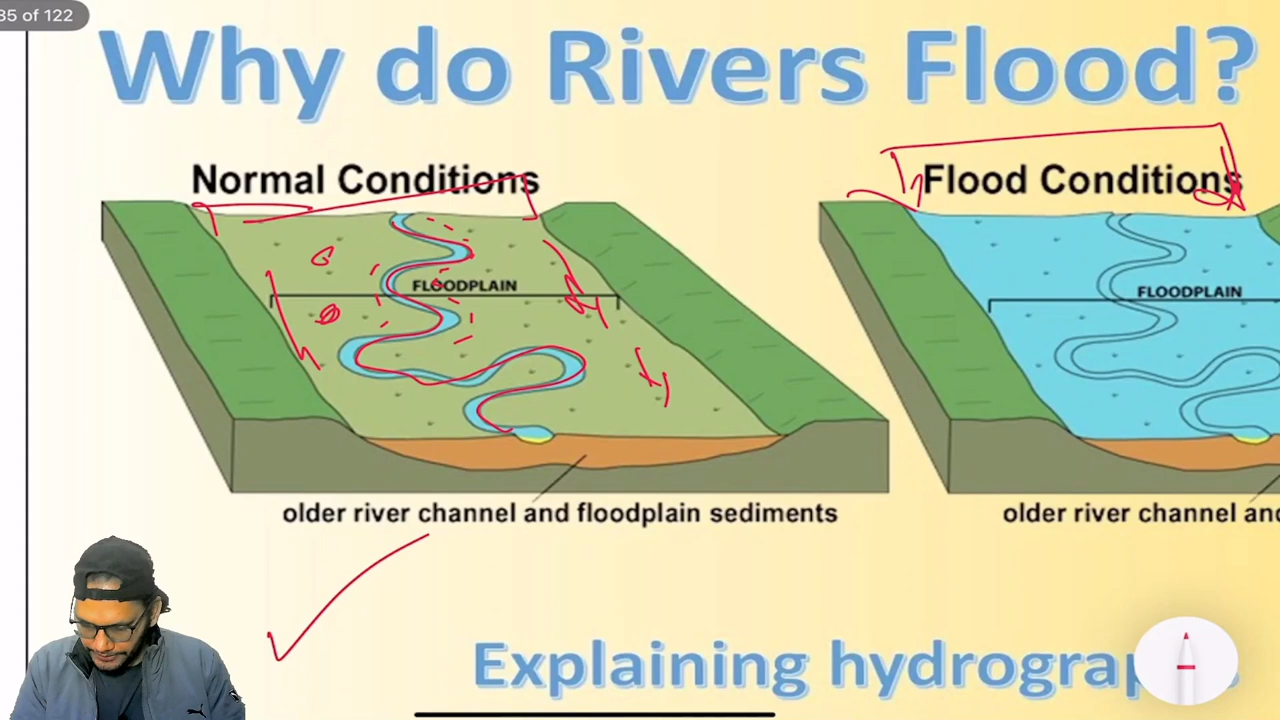 35 of 122
Why do Rivers Flood?
Normal Conditions
Flood Conditions
FLOODPLAIN
FLOODPLAIN
older river channel and floodplain sediments
older river channel and
Explaining hydrograp